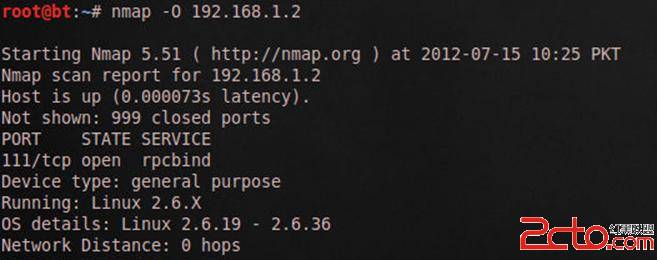 root@bt:~# nmap -O 192.168.1.2
Starting Nmap 5.51 ( http://nmap.org ) at 2012-07-15 10:25 PKT
Nmap scan report for 192.168.1.2
Host is up (0.000073s latency).
Not shown: 999 closed ports
PORT    STATE SERVICE
111/tcp open  rpcbind
Device type: general purpose
Running: Linux 2.6.X
OS details: Linux 2.6.19 - 2.6.36
Network Distance: 0 hops
2cto.com